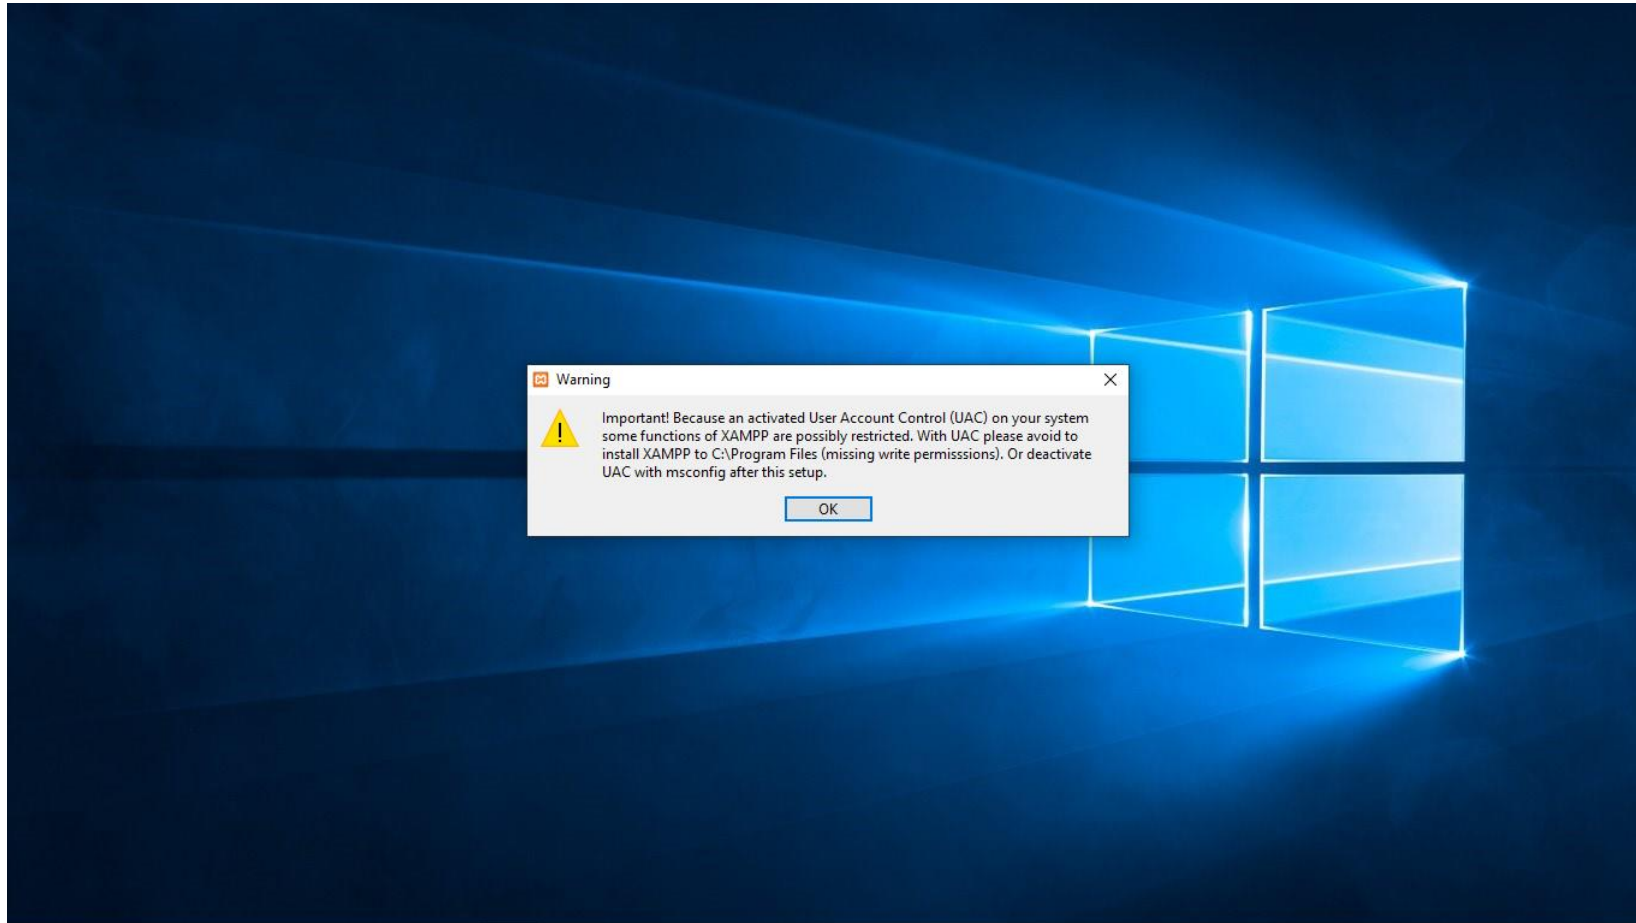 Warning
Important! Because an activated User Account Control (UAC) on your system
some functions of XAMPP are possibly restricted. With UAC please avoid to
install XAMPP to C:\Program Files (missing write permisssions). Or deactivate
UAC with msconfig after this setup.
OK